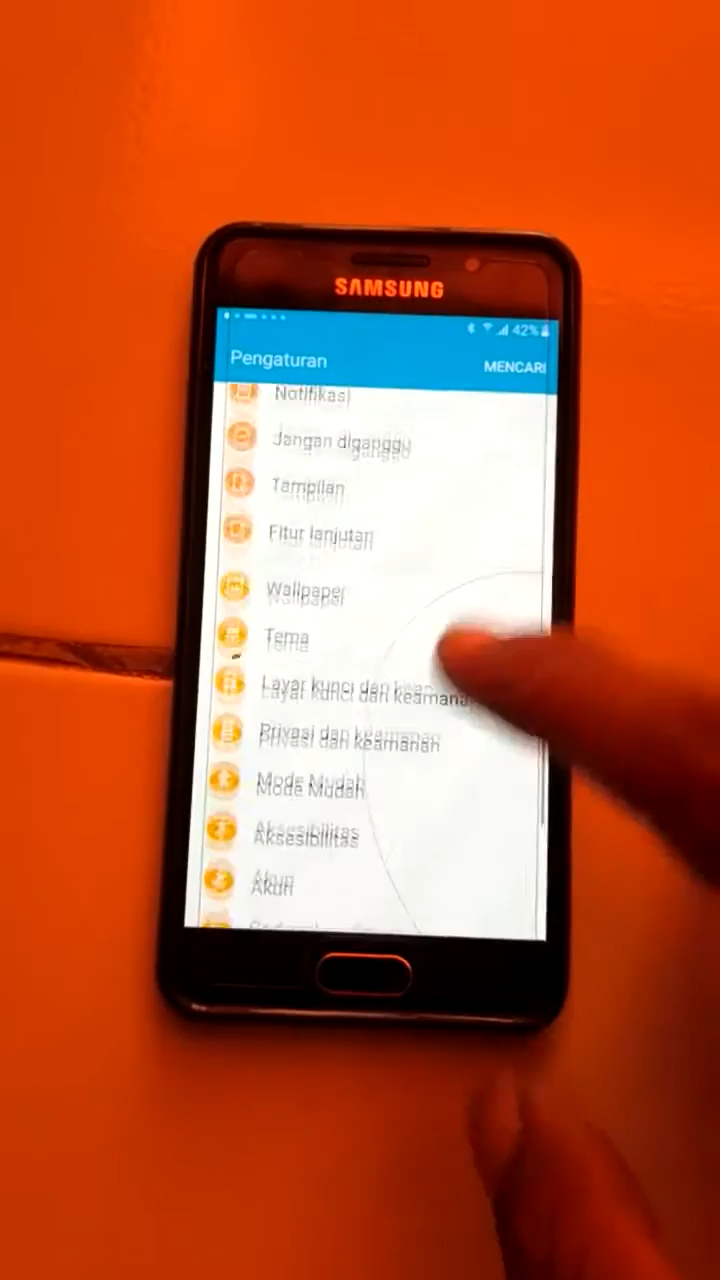 SAMSUNG
42%
Pengaturan
MENCARI
Notifikasi
Jangan diganggu
Tampilan
Fitur lanjutan
Wallpaper
Tema
Layar kunci dan keamanan
Privasi dan keamanan
Mode Mudah
Aksesibilitas
Akun